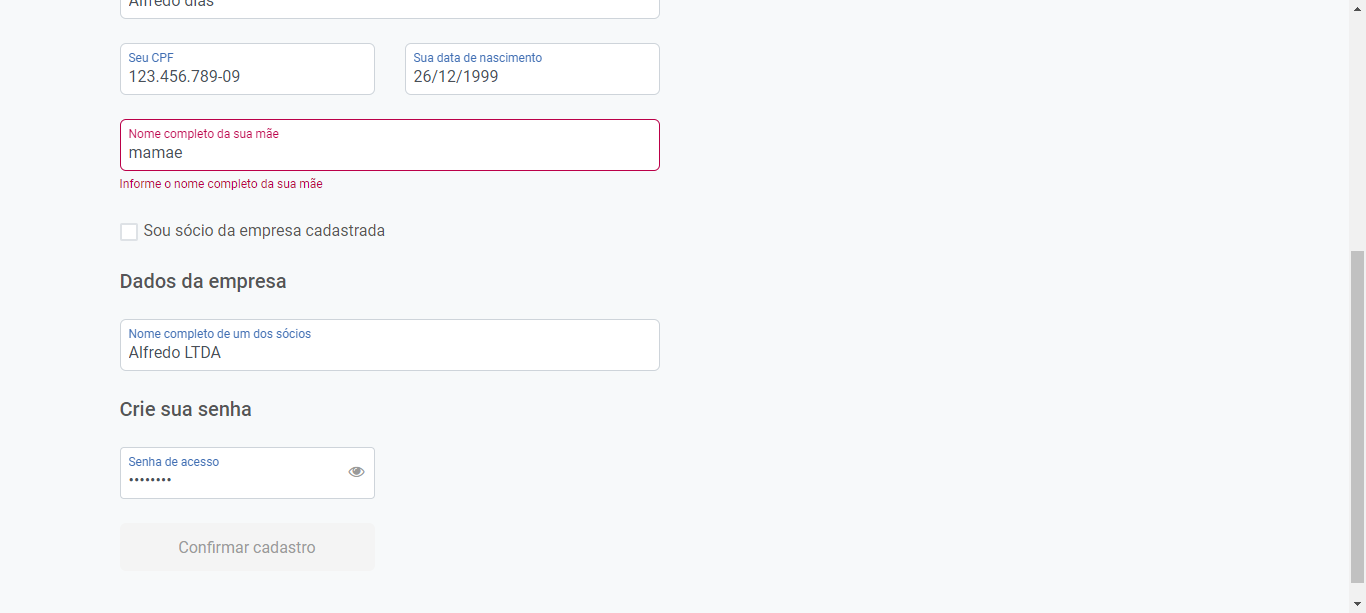 Alfredo dias
Seu CPF
123.456.789-09
Sua data de nascimento
26/12/1999
Nome completo da sua mãe
mamae
Informe o nome completo da sua mãe
Sou sócio da empresa cadastrada
Dados da empresa
Nome completo de um dos sócios
Alfredo LTDA
Crie sua senha
Senha de acesso
••••••••
Confirmar cadastro